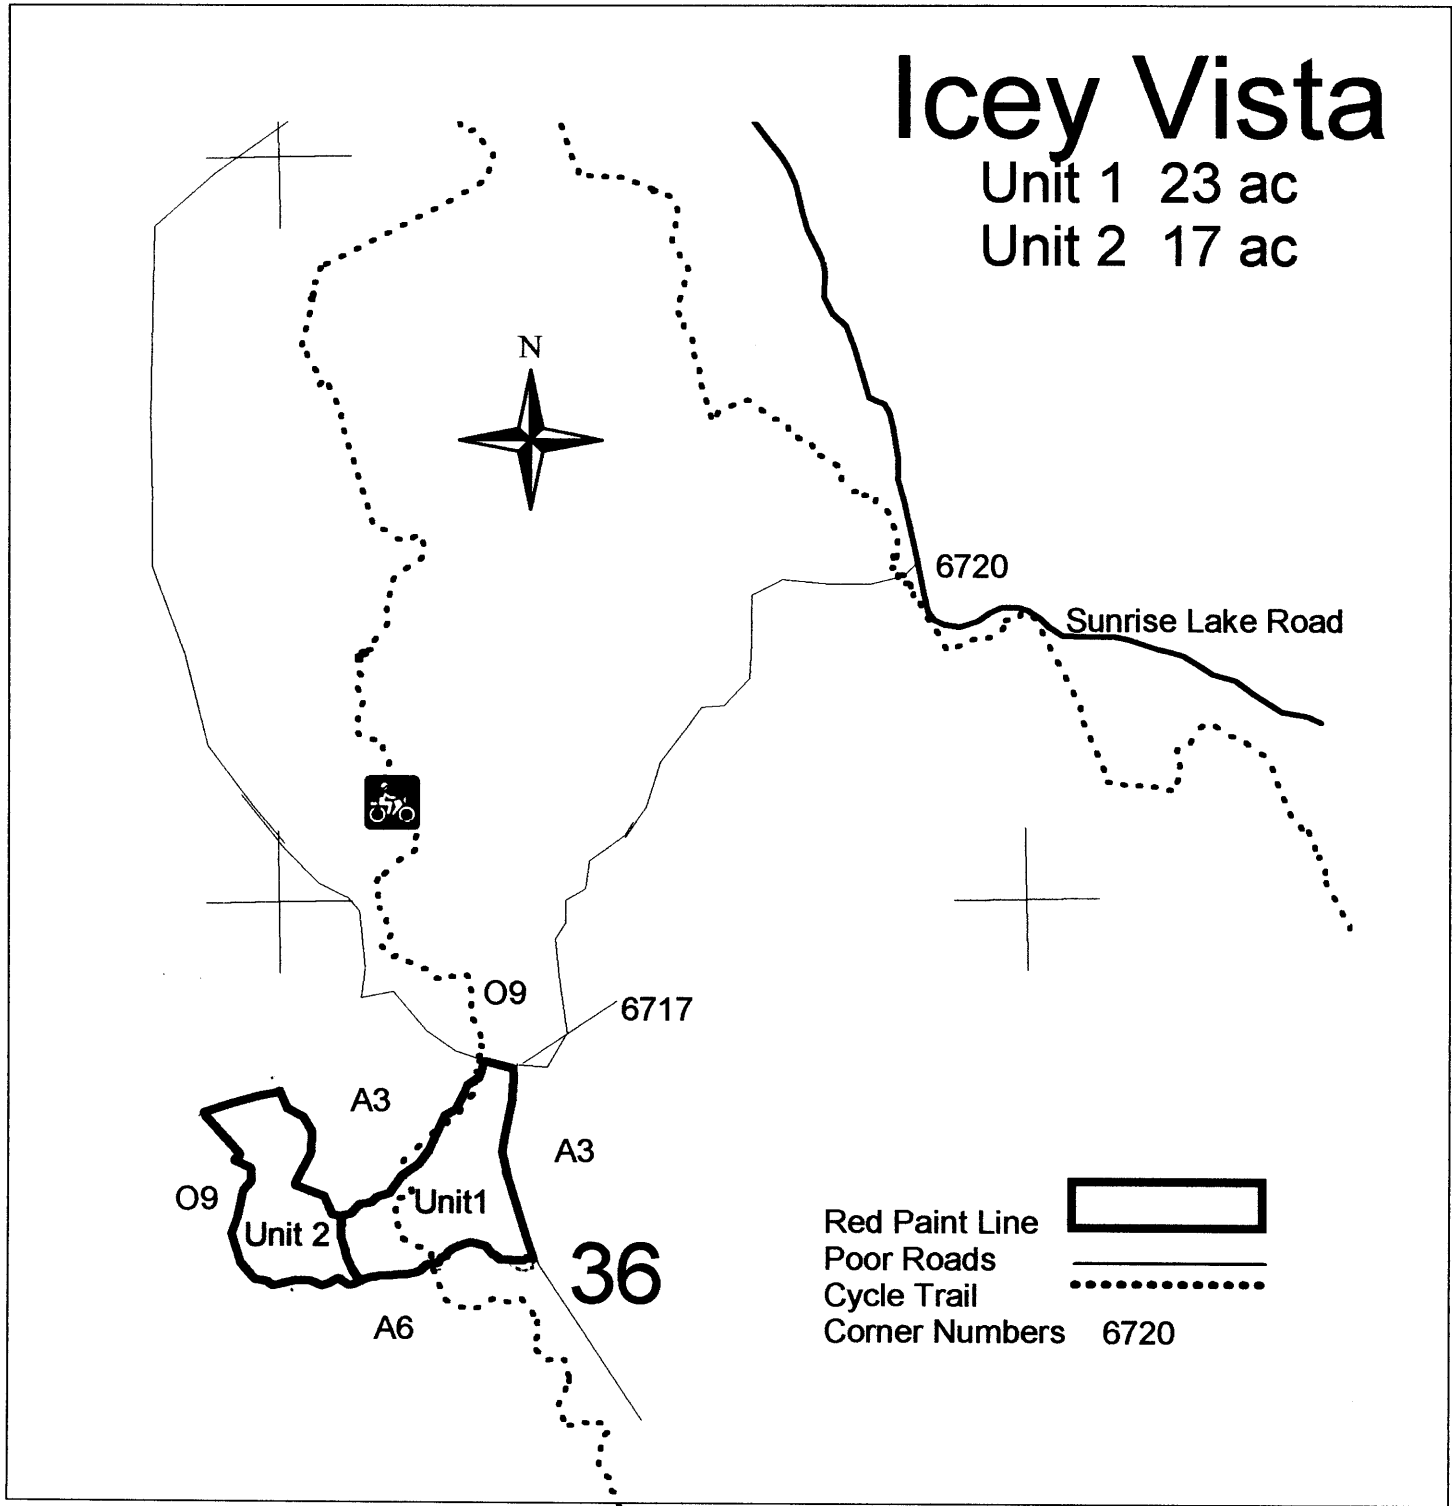 Icey Vista
Unit 1 23 ac
Unit 2 17 ac
N
6720
Sunrise Lake Road
O9
6717
A3
A3
O9
Unit1
Unit 2
36
A6
Red Paint Line
Poor Roads
Cycle Trail
Corner Numbers 6720